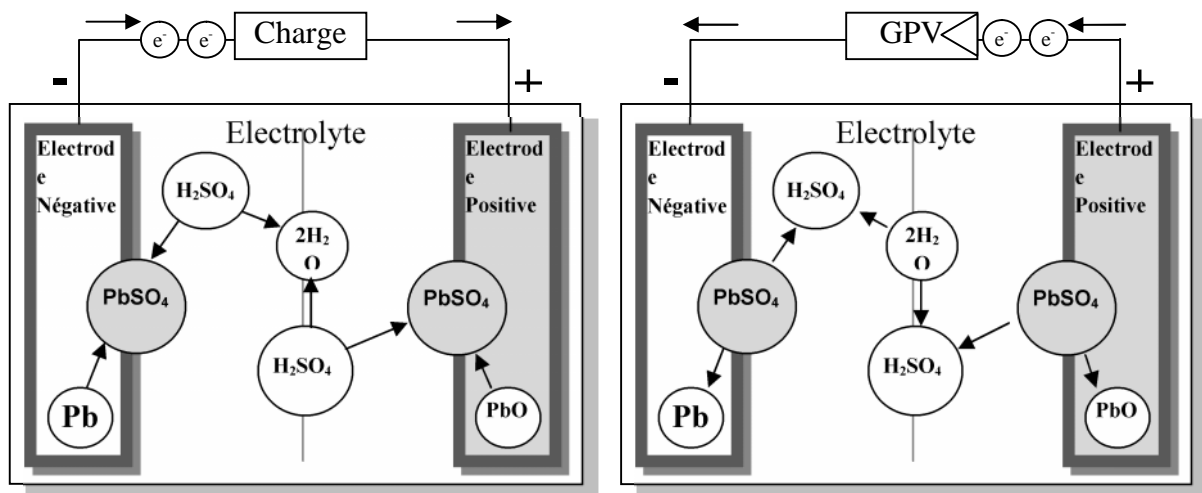 e- e- Charge
- +
Electrolyte
Electrod
e
Négative
Electrod
e
Positive
H2SO4
2H2
O
PbSO4
PbSO4
H2SO4
Pb
PbO
GPV e- e-
- +
Electrolyte
Electrod
e
Négative
Electrod
e
Positive
H2SO4
2H2
O
PbSO4
PbSO4
H2SO4
Pb
PbO